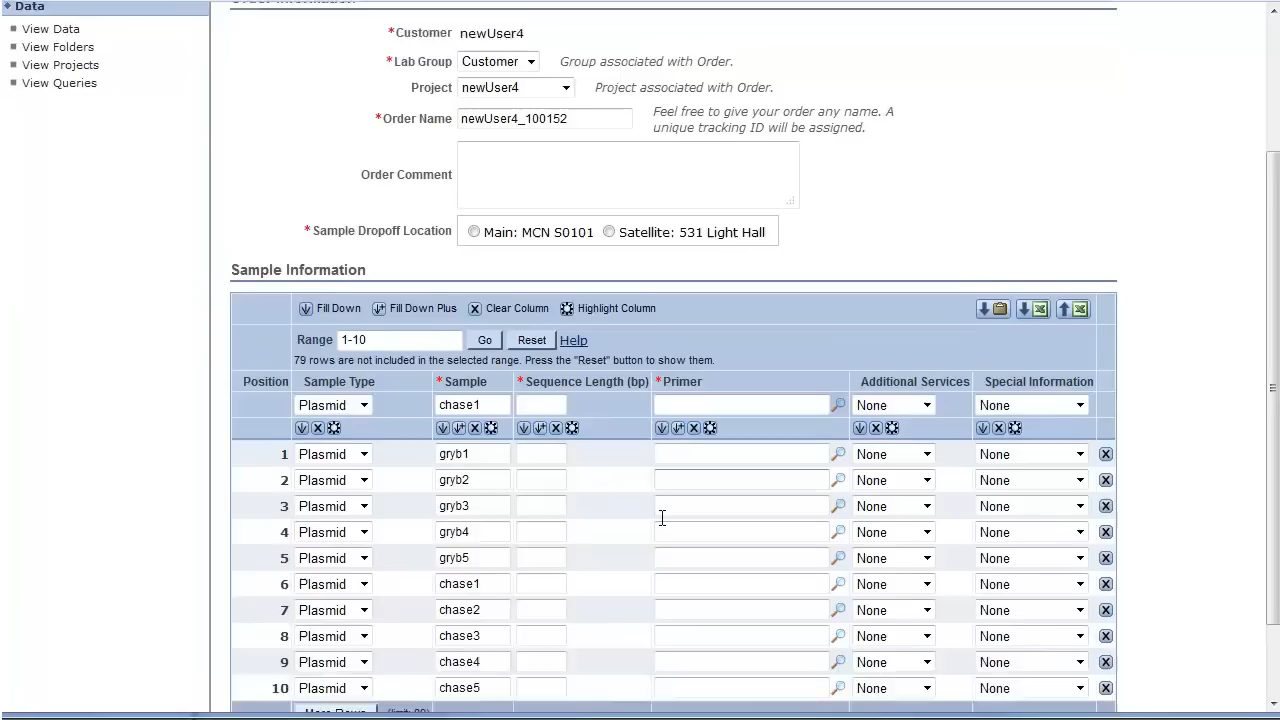 Data
View Data
View Folders
View Projects
View Queries
Order Information
*Customer newUser4
*Lab Group Customer Group associated with Order.
Project newUser4 Project associated with Order.
*Order Name newUser4_100152 Feel free to give your order any name. A
unique tracking ID will be assigned.
Order Comment
* Sample Dropoff Location Main: MCN S0101 Satellite: 531 Light Hall
Sample Information
Fill Down Fill Down Plus Clear Column Highlight Column
Range 1-10 Go Reset Help
79 rows are not included in the selected range. Press the "Reset" button to show them.
Position Sample Type *Sample *Sequence Length (bp) *Primer Additional Services Special Information
Plasmid chase1 None None
1 Plasmid gryb1 None None
2 Plasmid gryb2 None None
3 Plasmid gryb3 None None
4 Plasmid gryb4 None None
5 Plasmid gryb5 None None
6 Plasmid chase1 None None
7 Plasmid chase2 None None
8 Plasmid chase3 None None
9 Plasmid chase4 None None
10 Plasmid chase5 None None
More Rows